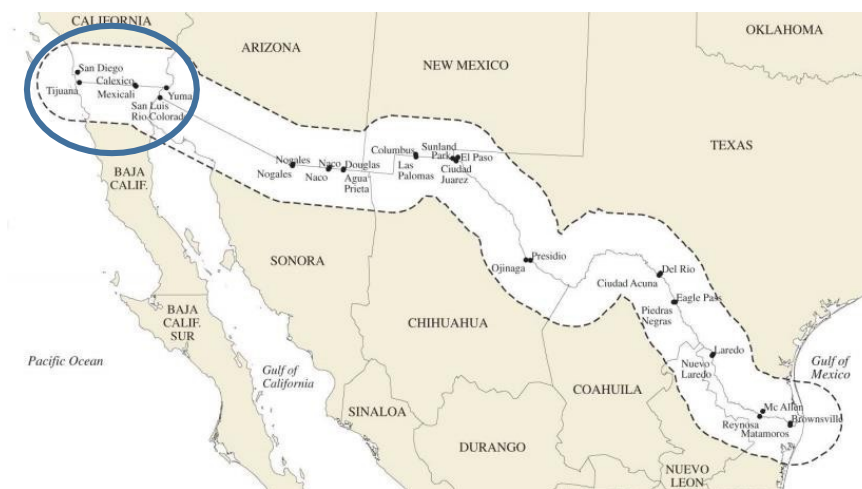 CALIFORNIA
ARIZONA
NEW MEXICO
OKLAHOMA
TEXAS
San Diego
Tijuana
Calexico
Mexicali
Yuma
San Luis
Rio Colorad
BAJA
CALIF.
Nogales
Nogales
Naco
Naco
Douglas
Agua
Prieta
Columbus
Las
Palomas
Sunland
Park
El Paso
Ciudad
Juarez
SONORA
Ojinaga
Presidio
Ciudad Acuna
Del Rio
Eagle Pass
Piedras
Negras
BAJA
CALIF.
SUR
CHIHUAHUA
Laredo
Nuevo
Laredo
Pacific Ocean
Gulf of
California
Gulf of
Mexico
COAHUILA
SINALOA
Mc Allen
Reynosa
Brownsville
Matamoros
DURANGO
NUEVO
LEON